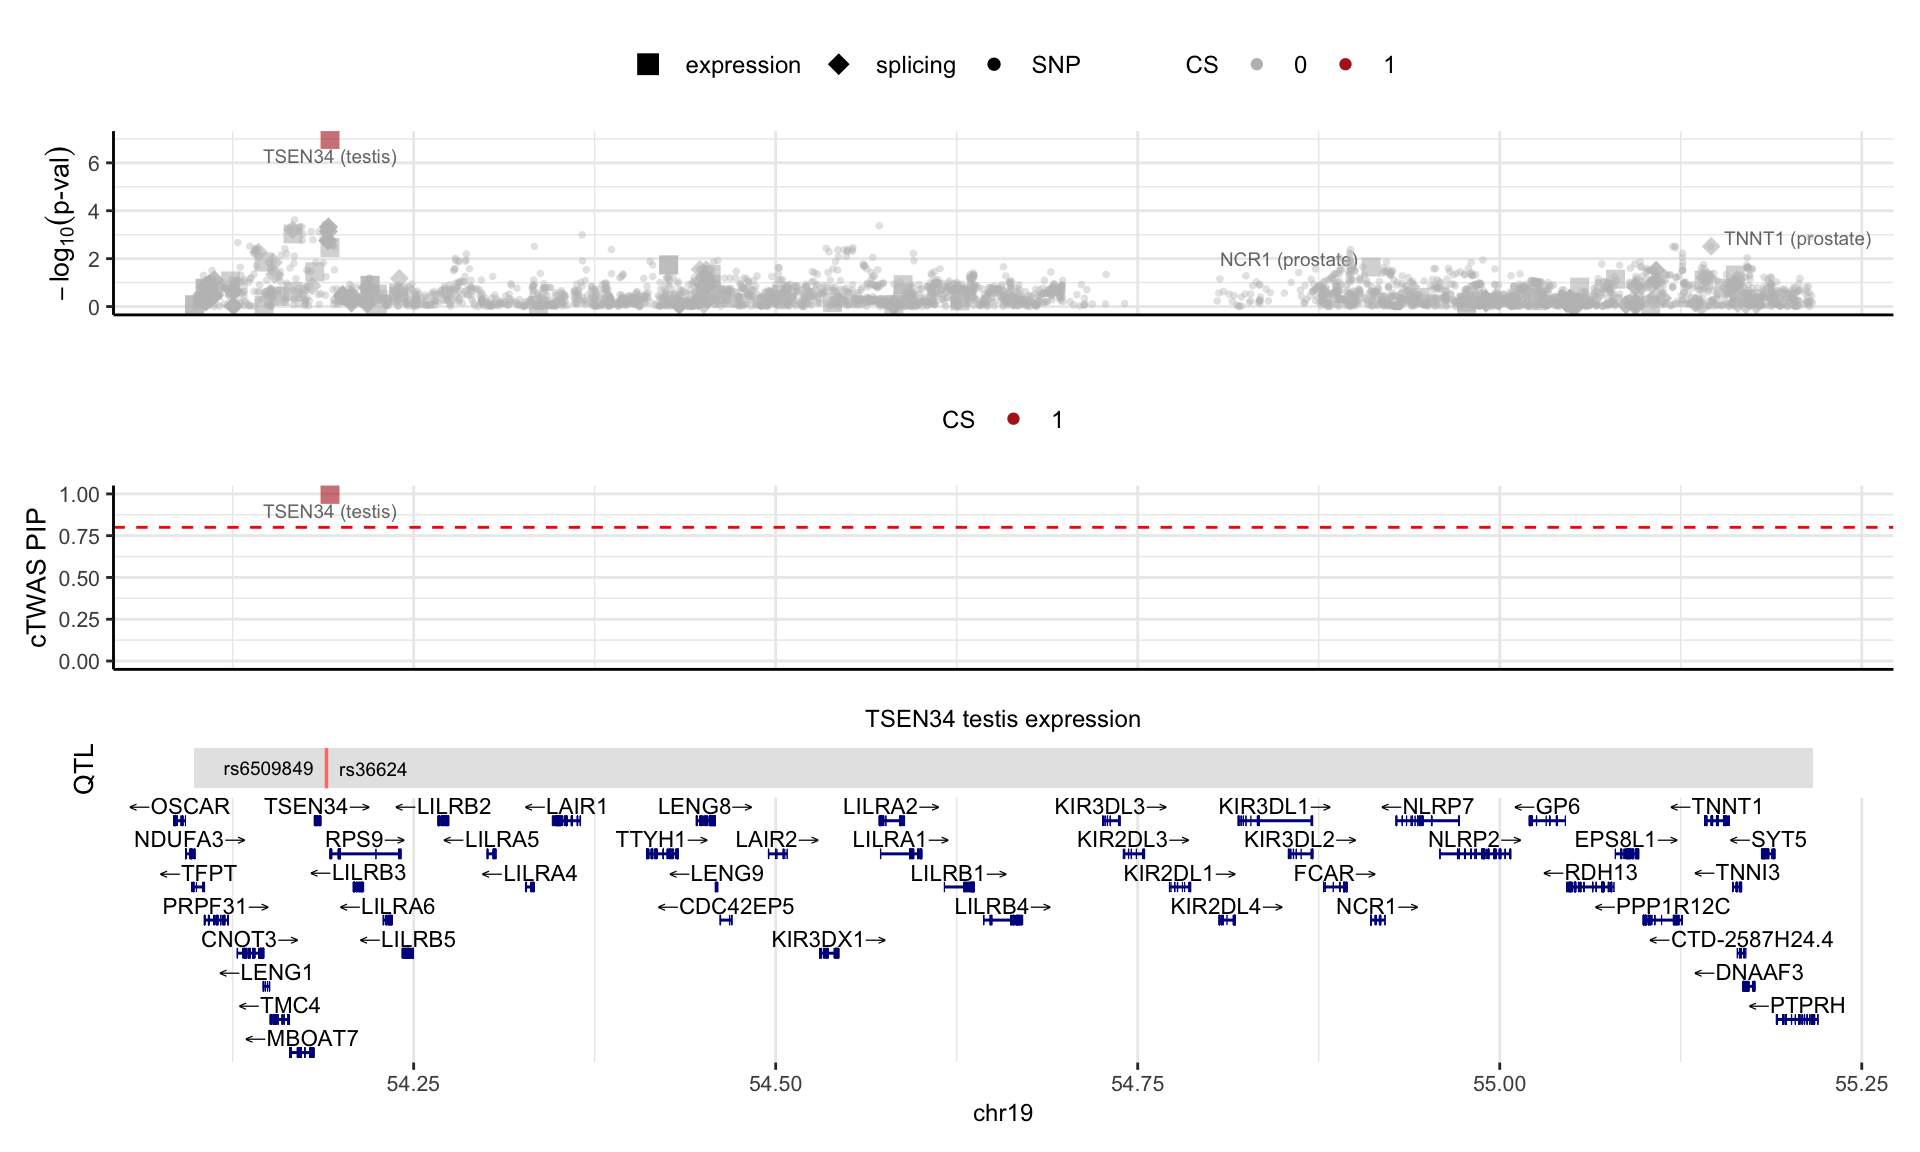 expression splicing SNP CS 0 1
−log10(p-val)
6
4
2
0
TSEN34 (testis)
NCR1 (prostate)
TNNT1 (prostate)
CS 1
cTWAS PIP
1.00
0.75
0.50
0.25
0.00
TSEN34 (testis)
TSEN34 testis expression
QTL
rs6509849 rs36624
←OSCAR TSEN34→ ←LILRB2 ←LAIR1 LENG8→ LILRA2→ KIR3DL3→ KIR3DL1→ ←NLRP7 ←GP6 ←TNNT1
NDUFA3→ RPS9→ ←LILRA5 TTYH1→ LAIR2→ LILRA1→ KIR2DL3→ KIR3DL2→ NLRP2→ EPS8L1→ ←SYT5
←TFPT ←LILRB3 ←LILRA4 ←LENG9 LILRB1→ KIR2DL1→ FCAR→ ←RDH13 ←TNNI3
PRPF31→ ←LILRA6 ←CDC42EP5 LILRB4→ KIR2DL4→ NCR1→ ←PPP1R12C
CNOT3→ ←LILRB5 KIR3DX1→ ←CTD-2587H24.4
←LENG1 ←DNAAF3
←TMC4 ←PTPRH
←MBOAT7
54.25 54.50 54.75 55.00 55.25
chr19